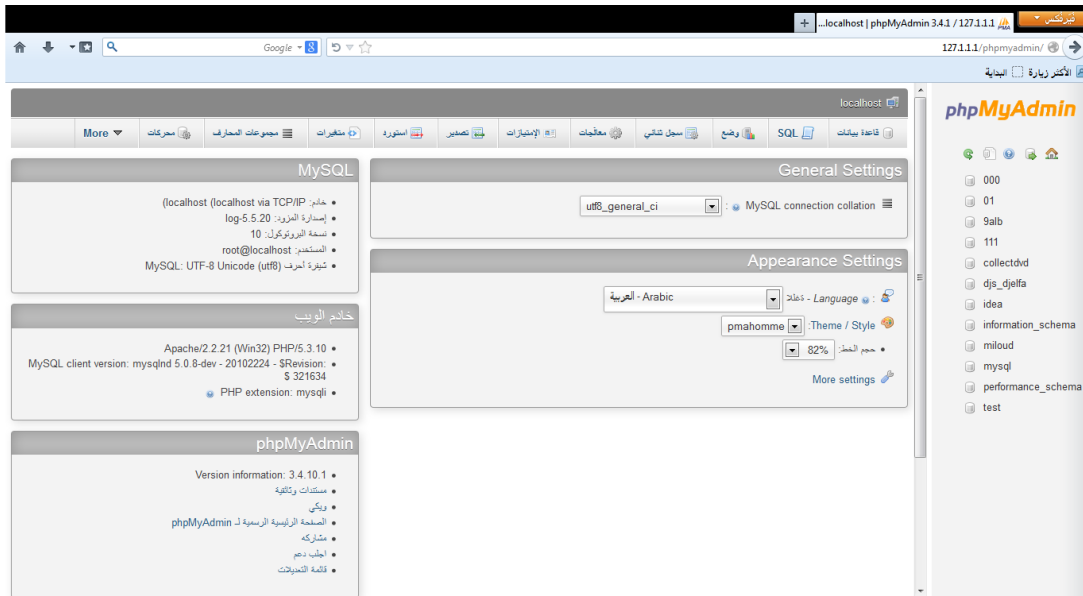 فيرفكس
...localhost | phpMyAdmin 3.4.1 / 127.1.1.1
127.1.1.1/phpmyadmin/
Google
الأكثر زيارة
البداية
phpMyAdmin
000
01
9alb
111
collectdvd
djs_djelfa
idea
information_schema
miloud
mysql
performance_schema
test
localhost
قاعدة بيانات
SQL
وضع
سجل ثنائي
معالجات
الإمتيازات
تصدير
استورد
متغيرات
مجموعات المحارف
محركات
More
General Settings
MySQL connection collation : utf8_general_ci
Appearance Settings
Language - ةغللا : العربية - Arabic
Theme / Style: pmahomme
حجم الخط: 82%
More settings
MySQL
خادم: localhost (localhost via TCP/IP)
إصدارة المزود: 5.5.20-log
نسخة البروتوكول: 10
المستخدم: root@localhost
شيفرة أحرف MySQL: UTF-8 Unicode (utf8)
خادم الويب
Apache/2.2.21 (Win32) PHP/5.3.10
MySQL client version: mysqlnd 5.0.8-dev - 20102224 - $Revision:
321634 $
PHP extension: mysqli
phpMyAdmin
Version information: 3.4.10.1
مستندات وثائقية
ويكي
الصفحة الرئيسية الرسمية لـ phpMyAdmin
مشاركه
اجلب دعم
قائمة التعديلات